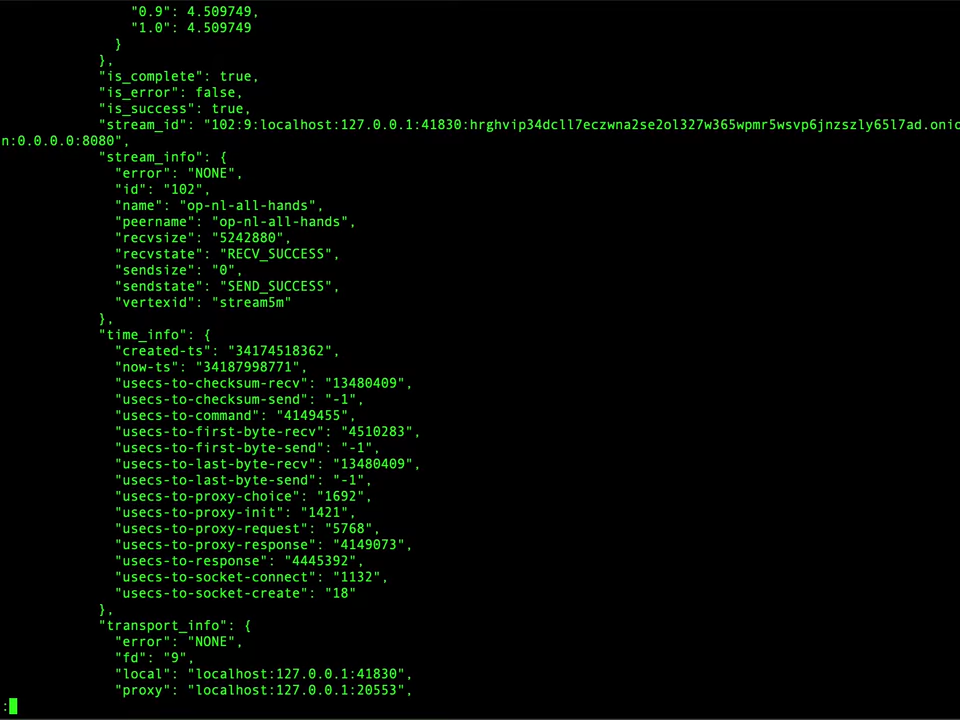 "0.9": 4.509749,
"1.0": 4.509749
}
},
"is_complete": true,
"is_error": false,
"is_success": true,
"stream_id": "102:9:localhost:127.0.0.1:41830:hrghvip34dcll7eczwna2se2ol327w365wpmr5wsvp6jnzszly65l7ad.onio
n:0.0.0.0:8080",
"stream_info": {
"error": "NONE",
"id": "102",
"name": "op-nl-all-hands",
"peername": "op-nl-all-hands",
"recvsize": "5242880",
"recvstate": "RECV_SUCCESS",
"sendsize": "0",
"sendstate": "SEND_SUCCESS",
"vertexid": "stream5m"
},
"time_info": {
"created-ts": "34174518362",
"now-ts": "34187998771",
"usecs-to-checksum-recv": "13480409",
"usecs-to-checksum-send": "-1",
"usecs-to-command": "4149455",
"usecs-to-first-byte-recv": "4510283",
"usecs-to-first-byte-send": "-1",
"usecs-to-last-byte-recv": "13480409",
"usecs-to-last-byte-send": "-1",
"usecs-to-proxy-choice": "1692",
"usecs-to-proxy-init": "1421",
"usecs-to-proxy-request": "5768",
"usecs-to-proxy-response": "4149073",
"usecs-to-response": "4445392",
"usecs-to-socket-connect": "1132",
"usecs-to-socket-create": "18"
},
"transport_info": {
"error": "NONE",
"fd": "9",
"local": "localhost:127.0.0.1:41830",
"proxy": "localhost:127.0.0.1:20553",
: